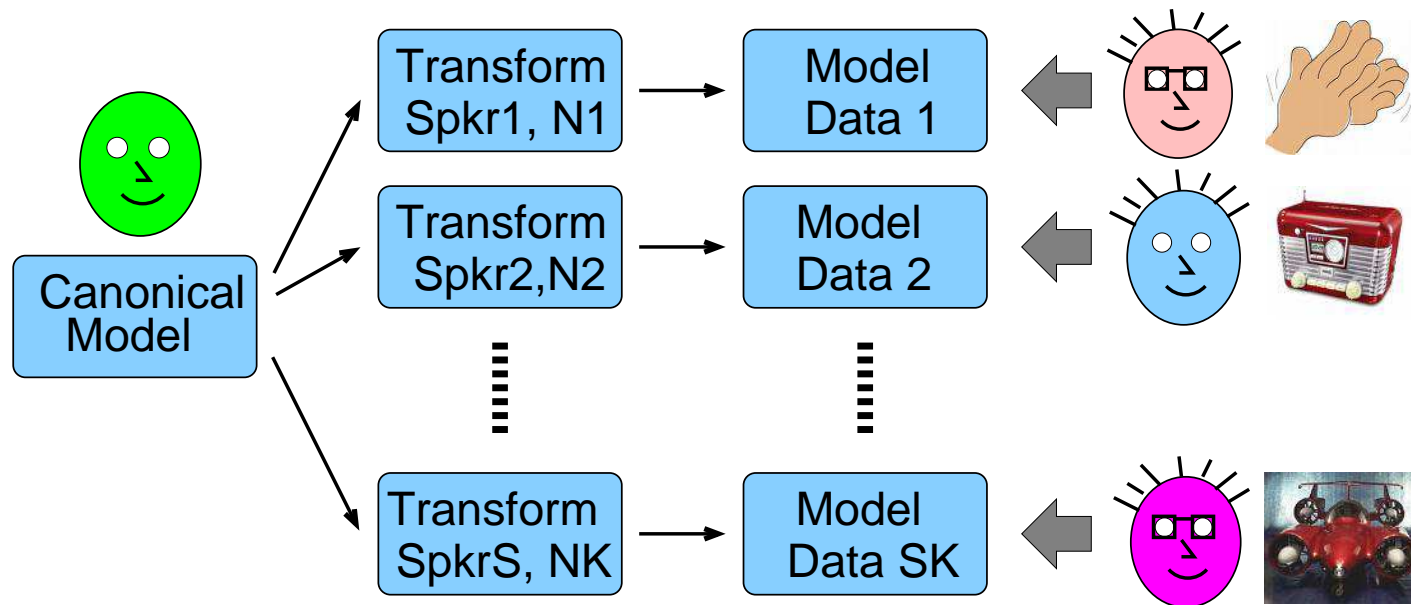 Transform
Spkr1, N1
Model
Data 1
Transform
Spkr2,N2
Model
Data 2
Canonical
Model
Transform
SpkrS, NK
Model
Data SK